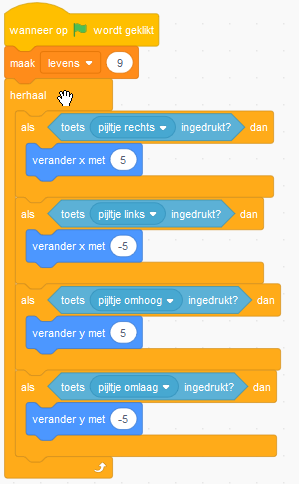 wanneer op wordt geklikt
maak levens 9
herhaal
als toets pijltje rechts ingedrukt? dan
verander x met 5
als toets pijltje links ingedrukt? dan
verander x met -5
als toets pijltje omhoog ingedrukt? dan
verander y met 5
als toets pijltje omlaag ingedrukt? dan
verander y met -5